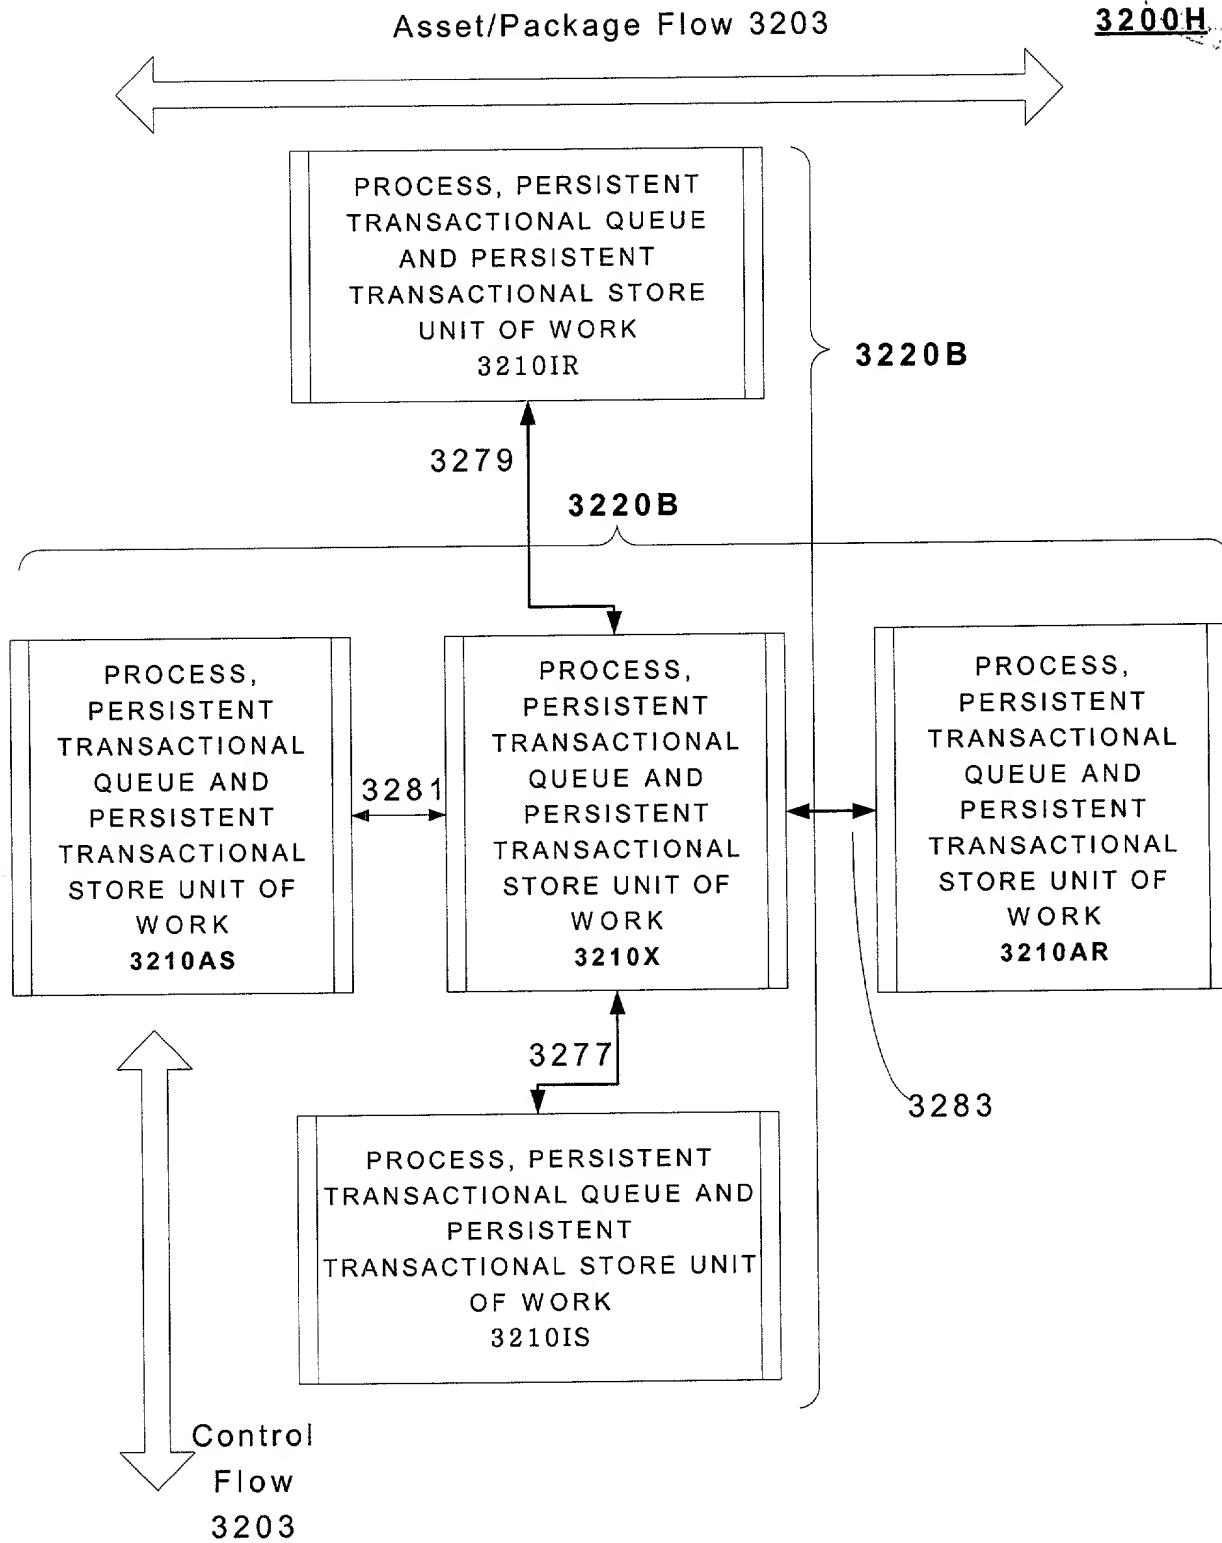 Asset/Package Flow 3203
3200H
PROCESS, PERSISTENT
TRANSACTIONAL QUEUE
AND PERSISTENT
TRANSACTIONAL STORE
UNIT OF WORK
3210IR
3220B
3279
3220B
PROCESS,
PERSISTENT
TRANSACTIONAL
QUEUE AND
PERSISTENT
TRANSACTIONAL
STORE UNIT OF
WORK
3210AS
3281
PROCESS,
PERSISTENT
TRANSACTIONAL
QUEUE AND
PERSISTENT
TRANSACTIONAL
STORE UNIT OF
WORK
3210X
PROCESS,
PERSISTENT
TRANSACTIONAL
QUEUE AND
PERSISTENT
TRANSACTIONAL
STORE UNIT OF
WORK
3210AR
3277
3283
PROCESS, PERSISTENT
TRANSACTIONAL QUEUE AND
PERSISTENT
TRANSACTIONAL STORE UNIT
OF WORK
3210IS
Control
Flow
3203